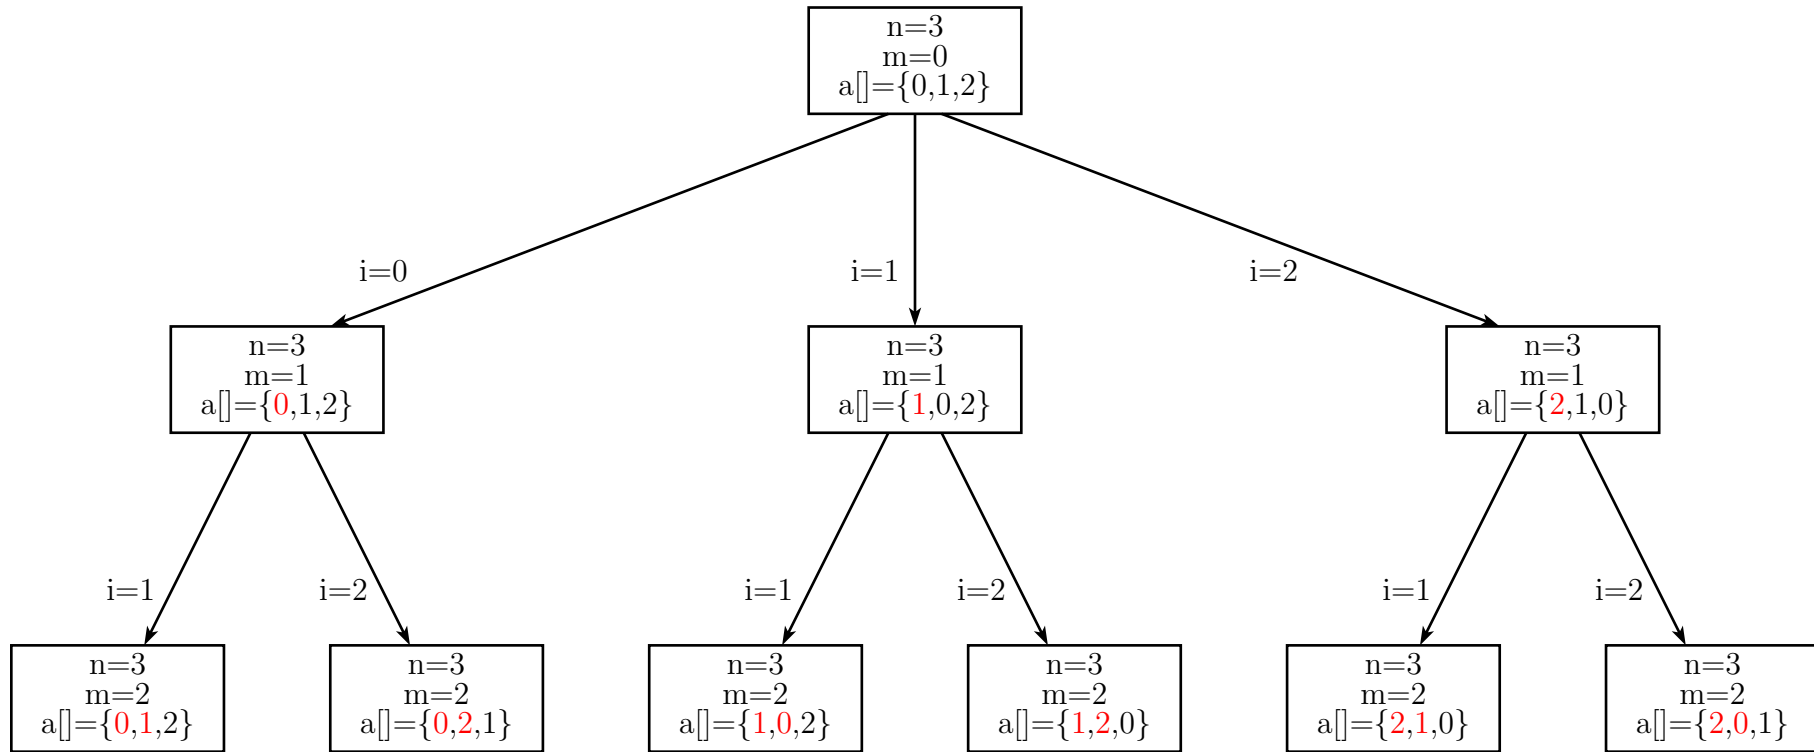 n=3
m=0
a[]={0,1,2}
i=0
i=1
i=2
n=3
m=1
a[]={0,1,2}
n=3
m=1
a[]={1,0,2}
n=3
m=1
a[]={2,1,0}
i=1
i=2
i=1
i=2
i=1
i=2
n=3
m=2
a[]={0,1,2}
n=3
m=2
a[]={0,2,1}
n=3
m=2
a[]={1,0,2}
n=3
m=2
a[]={1,2,0}
n=3
m=2
a[]={2,1,0}
n=3
m=2
a[]={2,0,1}